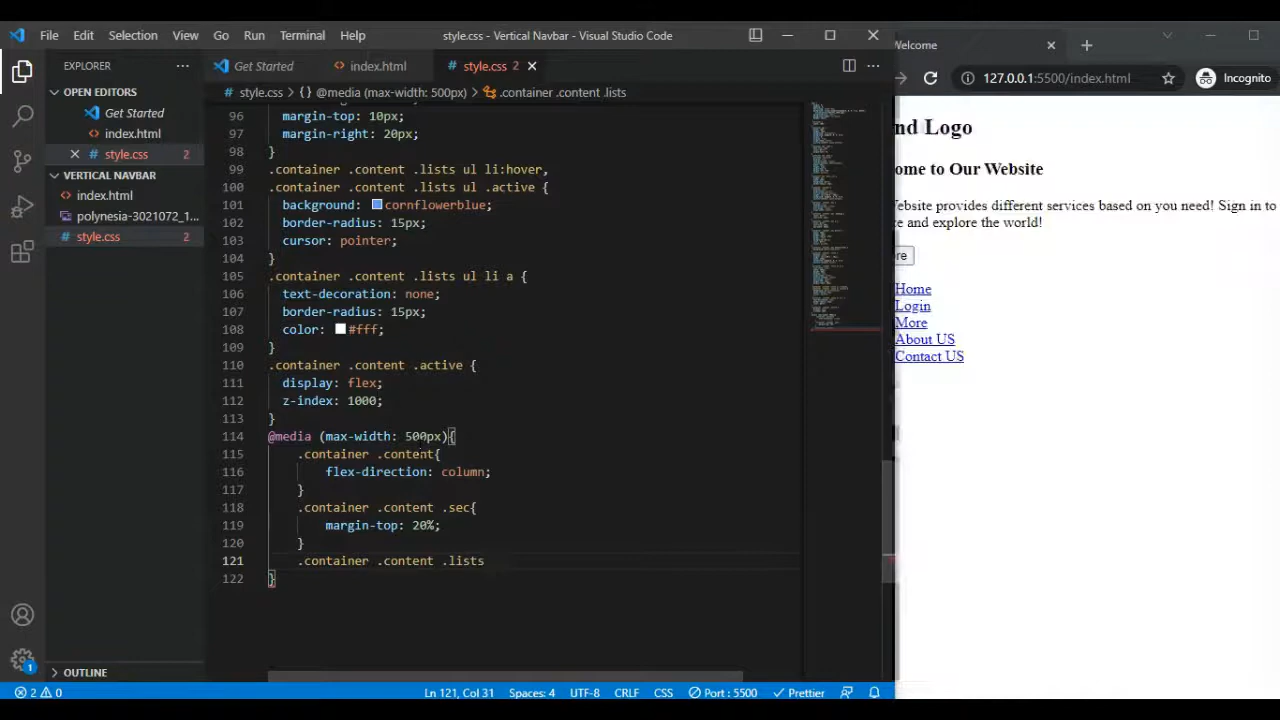 File Edit Selection View Go Run Terminal Help style.css - Vertical Navbar - Visual Studio Code
EXPLORER
Get Started index.html style.css 2
Welcome
OPEN EDITORS
Get Started
index.html
style.css 2
VERTICAL NAVBAR
index.html
polynesia-3021072_1...
style.css 2
style.css > {} @media (max-width: 500px) > .container .content .lists
96 margin-top: 10px;
97 margin-right: 20px;
98 }
99 .container .content .lists ul li:hover,
100 .container .content .lists ul .active {
101 background: cornflowerblue;
102 border-radius: 15px;
103 cursor: pointer;
104 }
105 .container .content .lists ul li a {
106 text-decoration: none;
107 border-radius: 15px;
108 color: #fff;
109 }
110 .container .content .active {
111 display: flex;
112 z-index: 1000;
113 }
114 @media (max-width: 500px){
115 .container .content{
116 flex-direction: column;
117 }
118 .container .content .sec{
119 margin-top: 20%;
120 }
121 .container .content .lists
122 }
OUTLINE
1
2 0 Ln 121, Col 31 Spaces: 4 UTF-8 CRLF CSS Port : 5500 Prettier
127.0.0.1:5500/index.html Incognito
nd Logo
ome to Our Website
ebsite provides different services based on you need! Sign in to
e and explore the world!
re
Home
Login
More
About US
Contact US